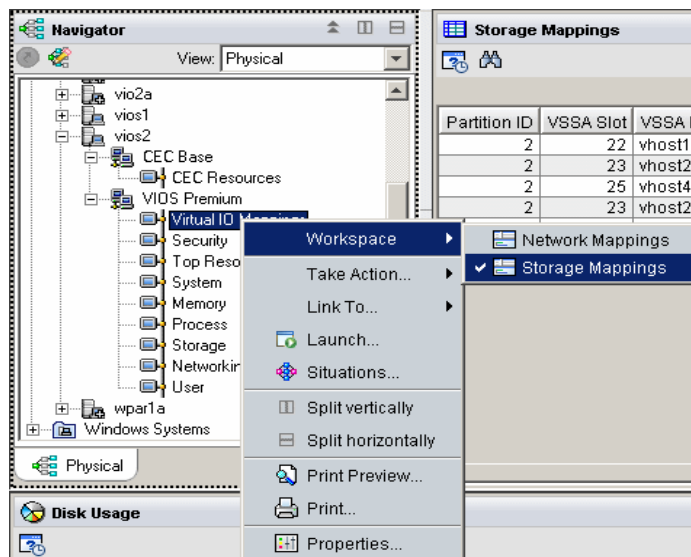 Navigator
View: Physical
vio2a
vios1
vios2
CEC Base
CEC Resources
VIOS Premium
Virtual IO Mappings
Security
Top Reso
System
Memory
Process
Storage
Networkin
User
wpar1a
Windows Systems
Physical
Disk Usage
Storage Mappings
Partition ID VSSA Slot VSSA
2 22 vhost1
2 23 vhost2
2 25 vhost4
2 23 vhost2
Workspace
Take Action...
Link To...
Launch...
Situations...
Split vertically
Split horizontally
Print Preview...
Print...
Properties...
Network Mappings
Storage Mappings